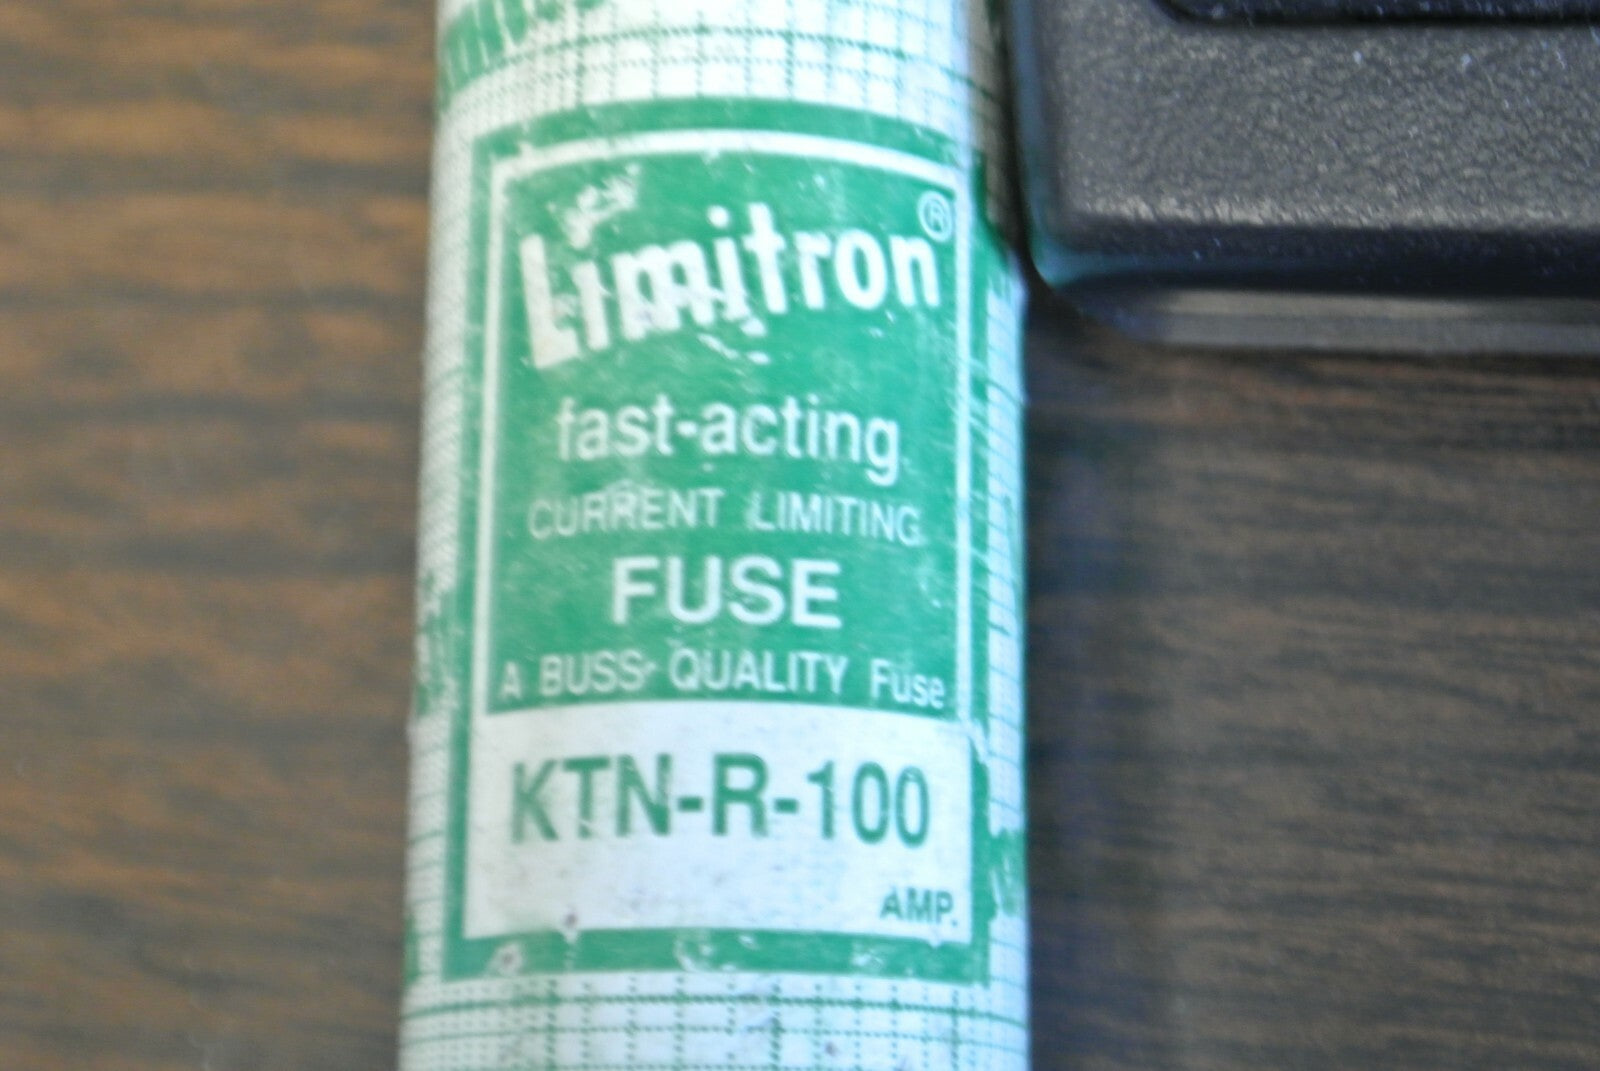 Limitron®
fast-acting
CURRENT LIMITING
FUSE
A BUSS QUALITY Fuse
KTN-R-100
AMP.